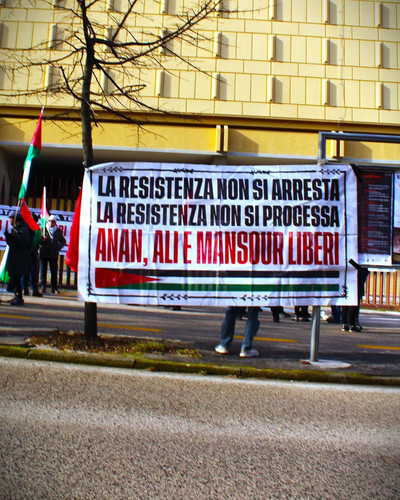 LA RESISTENZA NON SI ARRESTA
LA RESISTENZA NON SI PROCESSA
ANAN, ALI E MANSOUR LIBERI